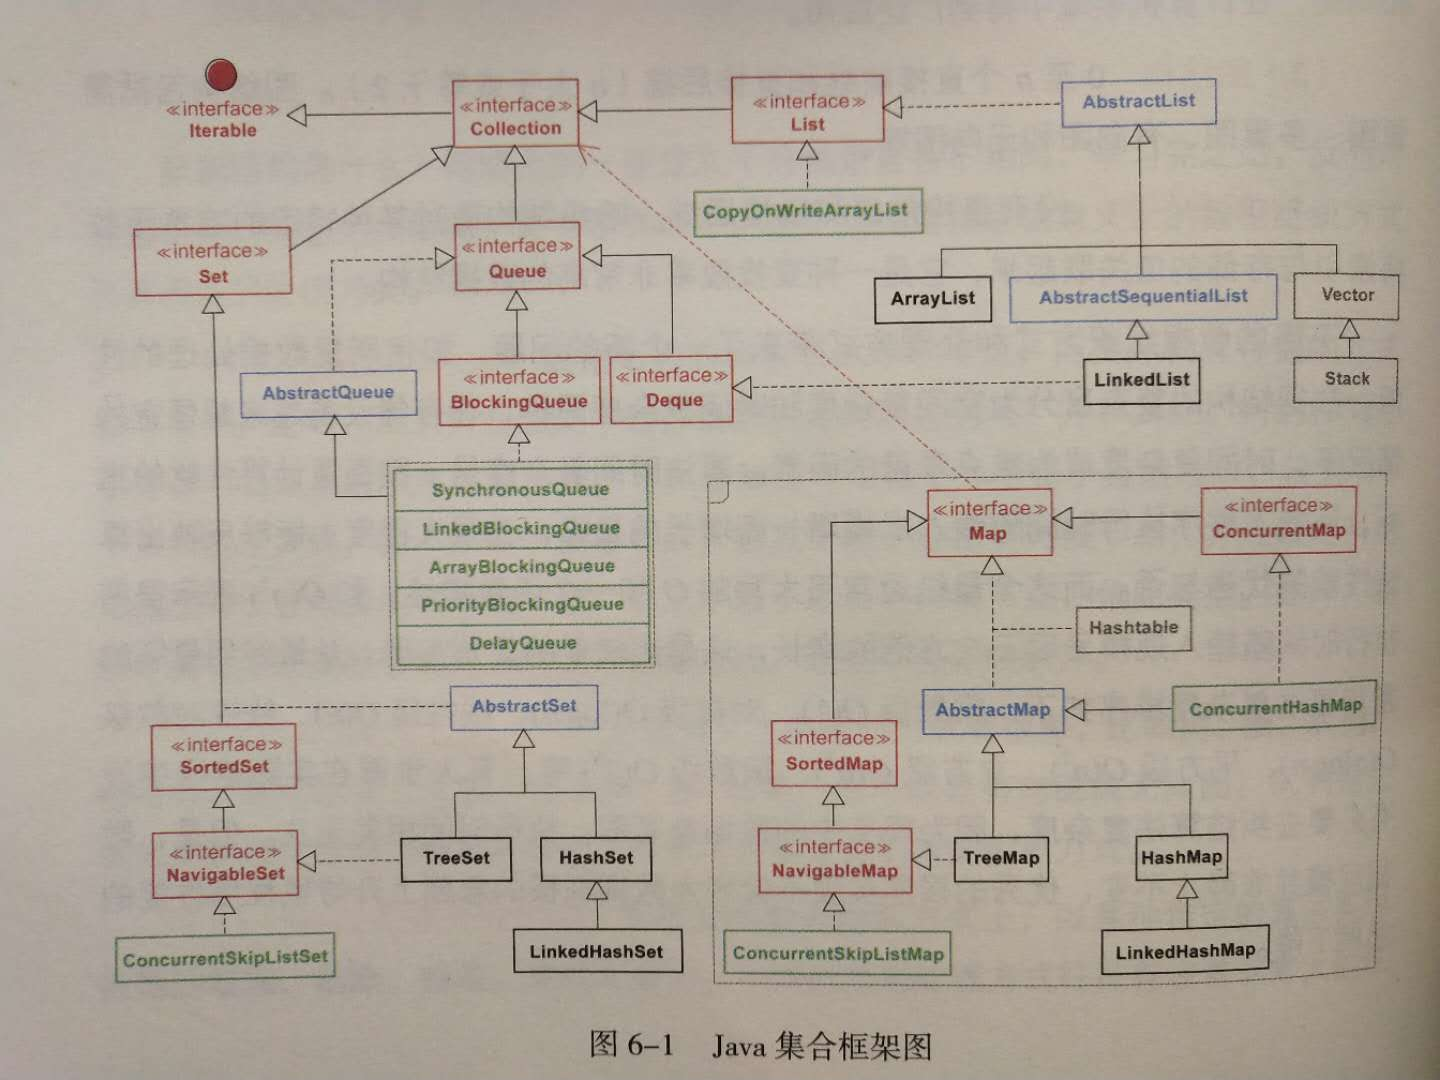 ≪interface≫
Iterable
≪interface≫
Collection
≪interface≫
List
AbstractList
CopyOnWriteArrayList
≪interface≫
Set
≪interface≫
Queue
ArrayList
AbstractSequentialList
Vector
AbstractQueue
≪interface≫
BlockingQueue
≪interface≫
Deque
LinkedList
Stack
SynchronousQueue
LinkedBlockingQueue
ArrayBlockingQueue
PriorityBlockingQueue
DelayQueue
≪interface≫
Map
≪interface≫
ConcurrentMap
Hashtable
AbstractSet
AbstractMap
ConcurrentHashMap
≪interface≫
SortedSet
≪interface≫
SortedMap
≪interface≫
NavigableSet
TreeSet
HashSet
≪interface≫
NavigableMap
TreeMap
HashMap
ConcurrentSkipListSet
LinkedHashSet
ConcurrentSkipListMap
LinkedHashMap
图 6-1 Java 集合框架图